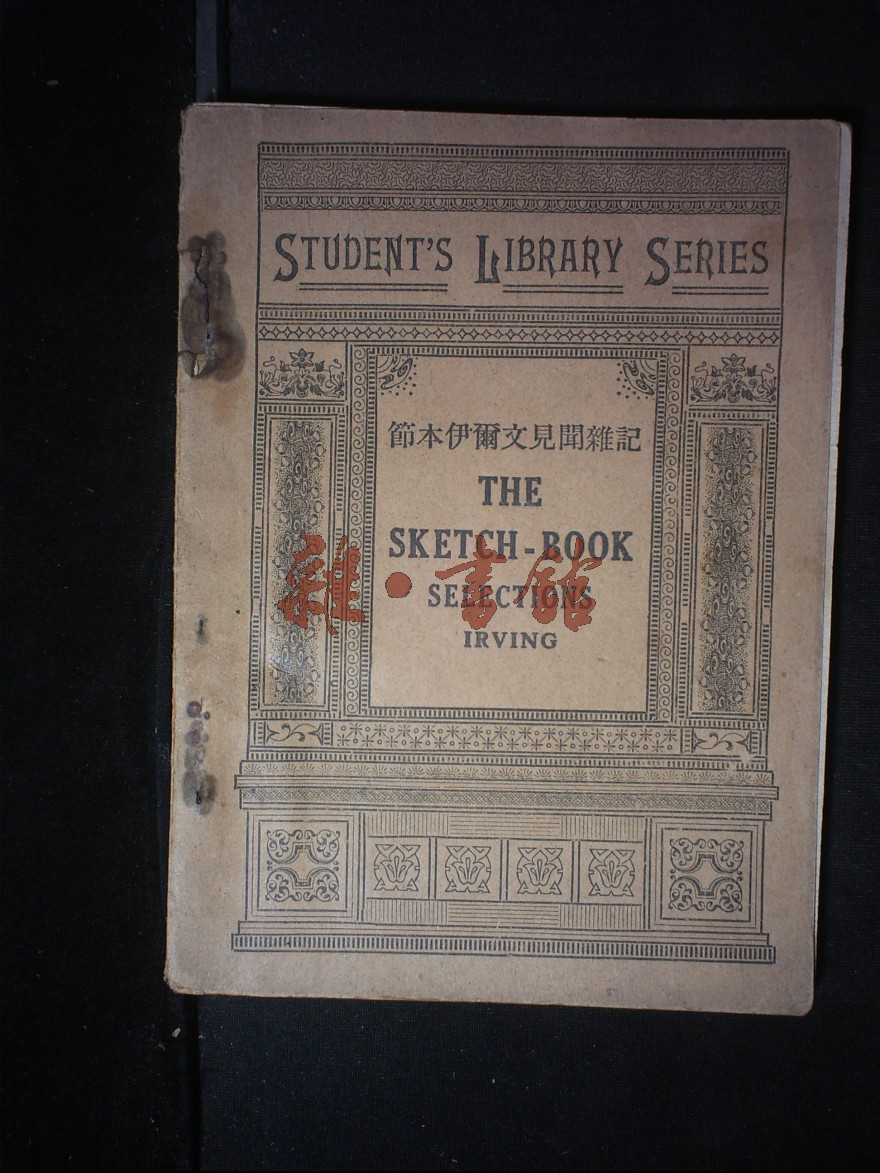 STUDENT'S LIBRARY SERIES
節本伊爾文見聞雜記
THE
SKETCH-BOOK
SELECTIONS
IRVING
雜·書館